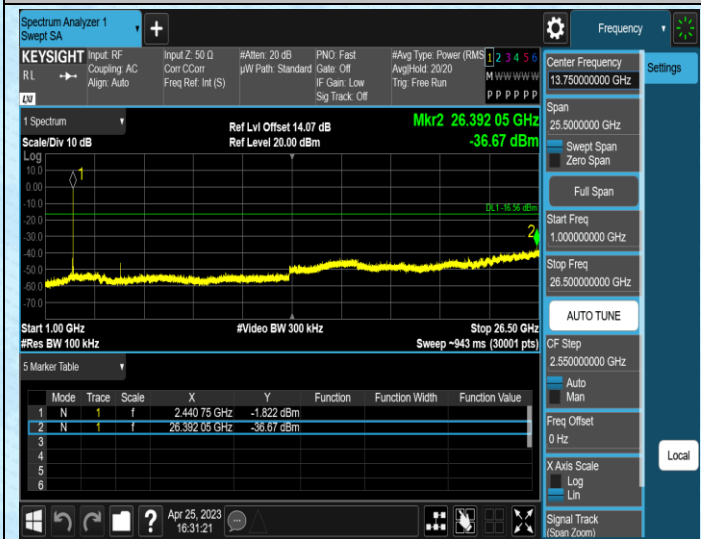 Spectrum Analyzer 1
Swept SA
Frequency
KEYSIGHT
RL
LXI
Input: RF
Coupling: AC
Align: Auto
Input Z: 50 Ω
Corr CCorr
Freq Ref: Int (S)
#Atten: 20 dB
µW Path: Standard
PNO: Fast
Gate: Off
IF Gain: Low
Sig Track: Off
#Avg Type: Power (RMS
Avg|Hold: 20/20
Trig: Free Run
1 2 3 4 5 6
M W W W W W
P P P P P P
1 Spectrum
Scale/Div 10 dB
Ref Lvl Offset 14.07 dB
Ref Level 20.00 dBm
Mkr2 26.392 05 GHz
-36.67 dBm
Log
10.0
0.00
-10.0
-20.0
-30.0
-40.0
-50.0
-60.0
-70.0
1
DL1 -16.56 dBm
2
Start 1.00 GHz
#Res BW 100 kHz
#Video BW 300 kHz
Stop 26.50 GHz
Sweep ~943 ms (30001 pts)
5 Marker Table
Mode Trace Scale X Y Function Function Width Function Value
1 N 1 f 2.440 75 GHz -1.822 dBm
2 N 1 f 26.392 05 GHz -36.67 dBm
3
4
5
6
Apr 25, 2023
16:31:21
Center Frequency
13.750000000 GHz
Span
25.5000000 GHz
Swept Span
Zero Span
Full Span
Start Freq
1.000000000 GHz
Stop Freq
26.500000000 GHz
AUTO TUNE
CF Step
2.550000000 GHz
Auto
Man
Freq Offset
0 Hz
X Axis Scale
Log
Lin
Signal Track
(Span Zoom)
Settings
Local